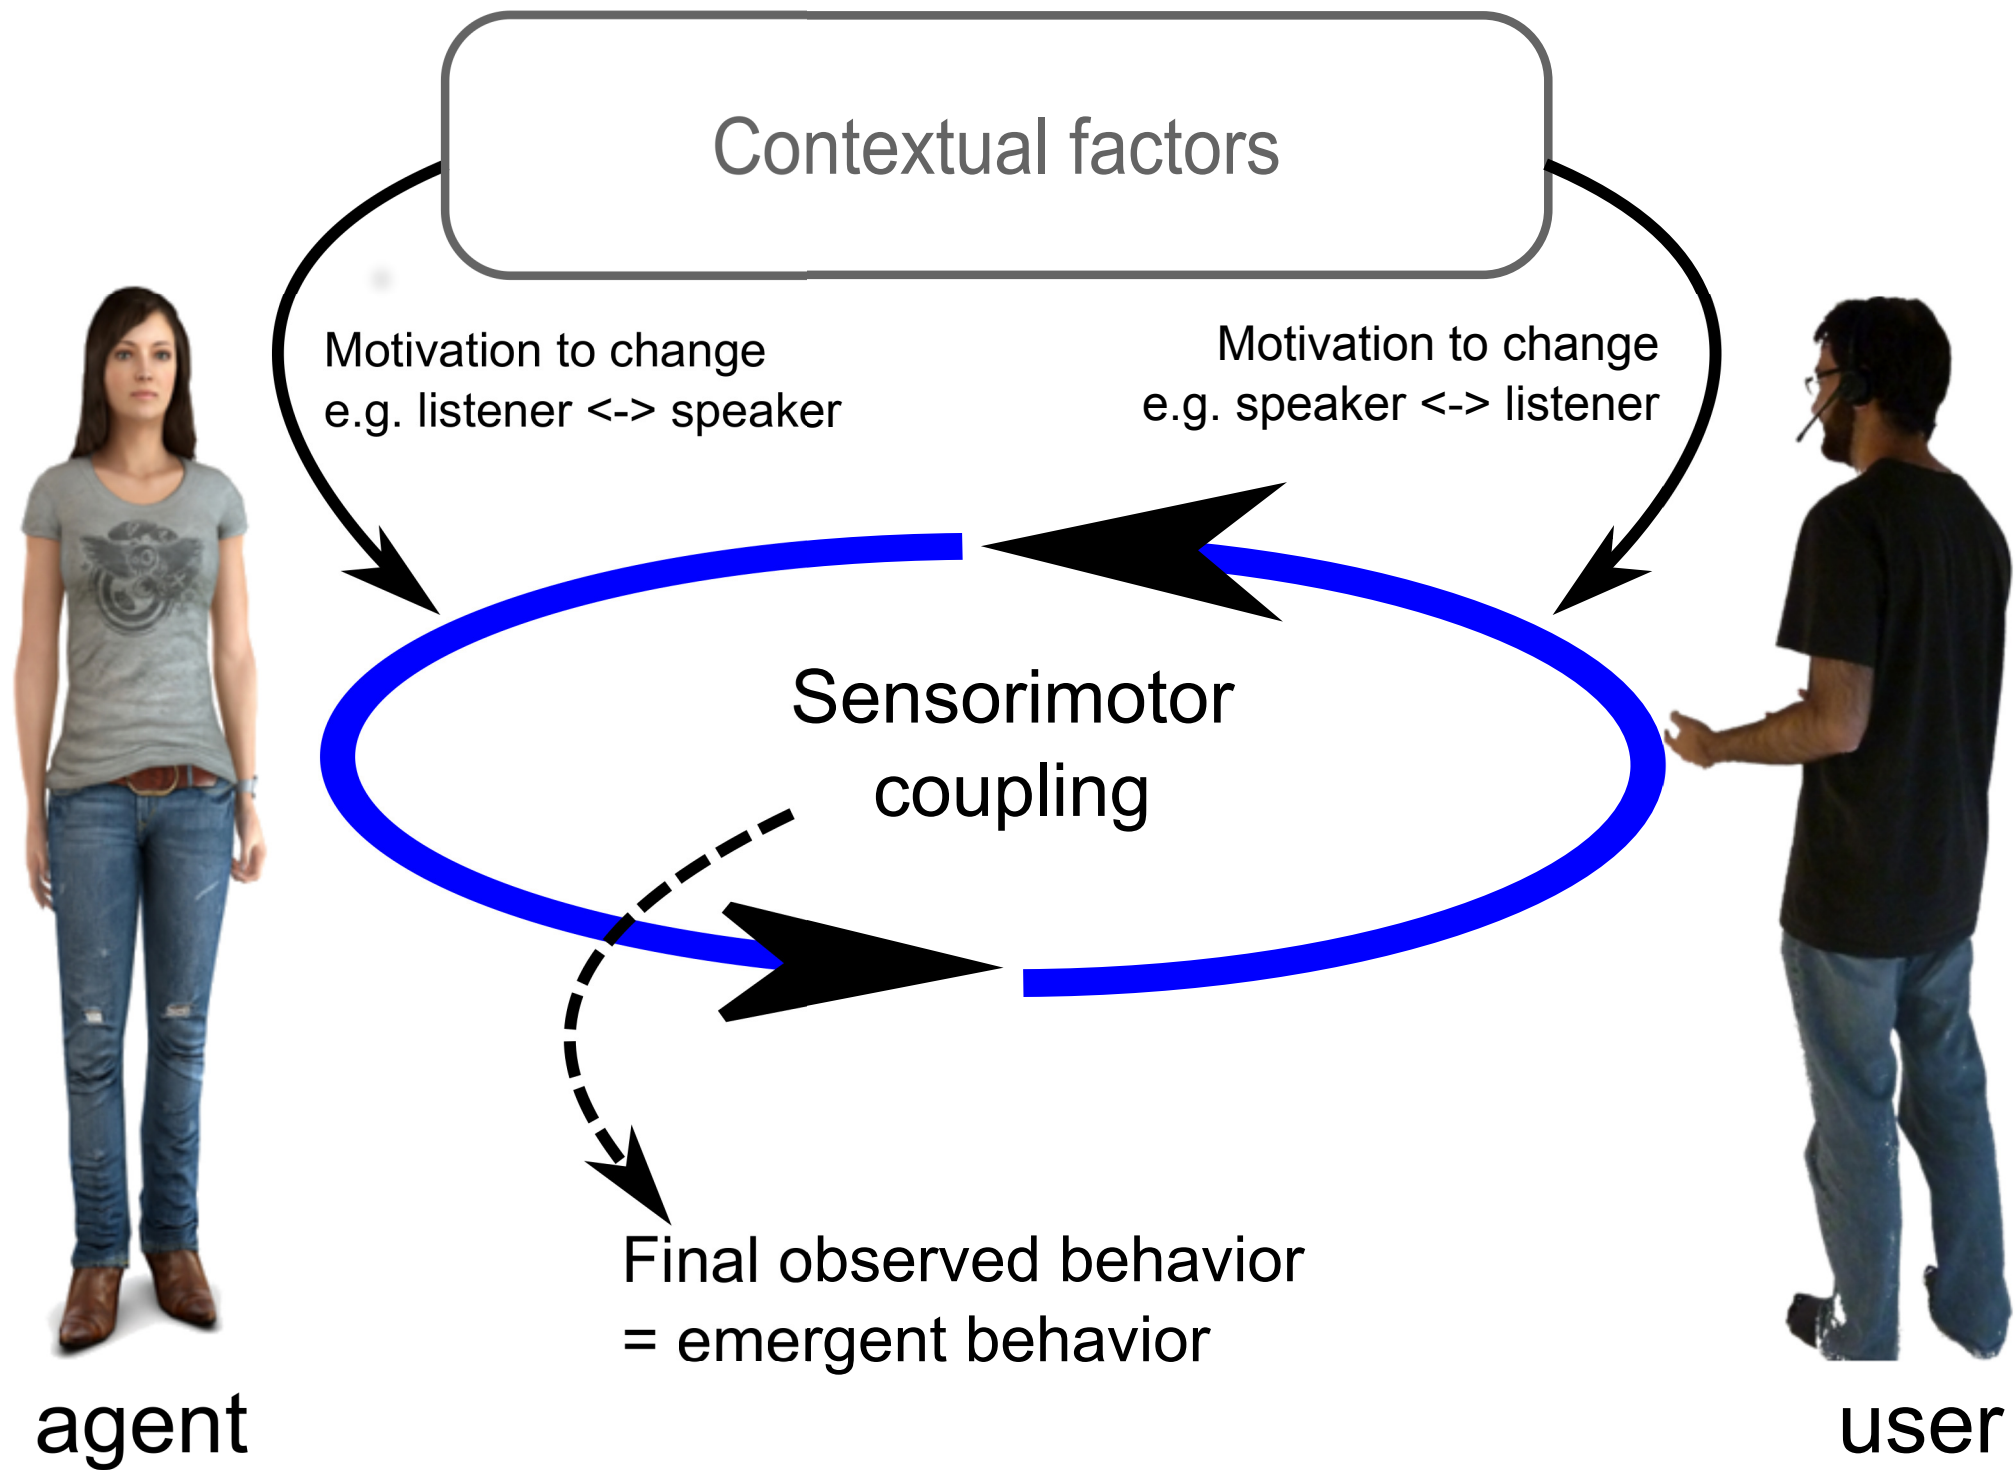 Contextual factors
Motivation to change
e.g. listener <-> speaker
Motivation to change
e.g. speaker <-> listener
Sensorimotor
coupling
Final observed behavior
= emergent behavior
agent
user